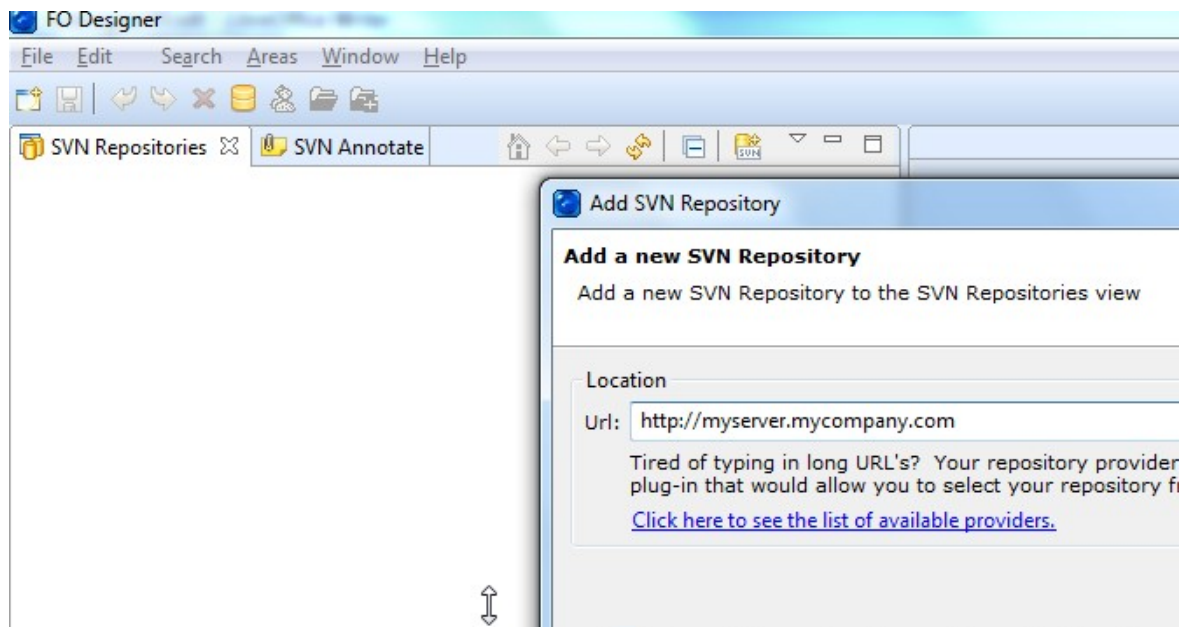 FO Designer
File Edit Search Areas Window Help
SVN Repositories SVN Annotate
SVN
Add SVN Repository
Add a new SVN Repository
Add a new SVN Repository to the SVN Repositories view
Location
Url: http://myserver.mycompany.com
Tired of typing in long URL's? Your repository provider
plug-in that would allow you to select your repository
Click here to see the list of available providers.